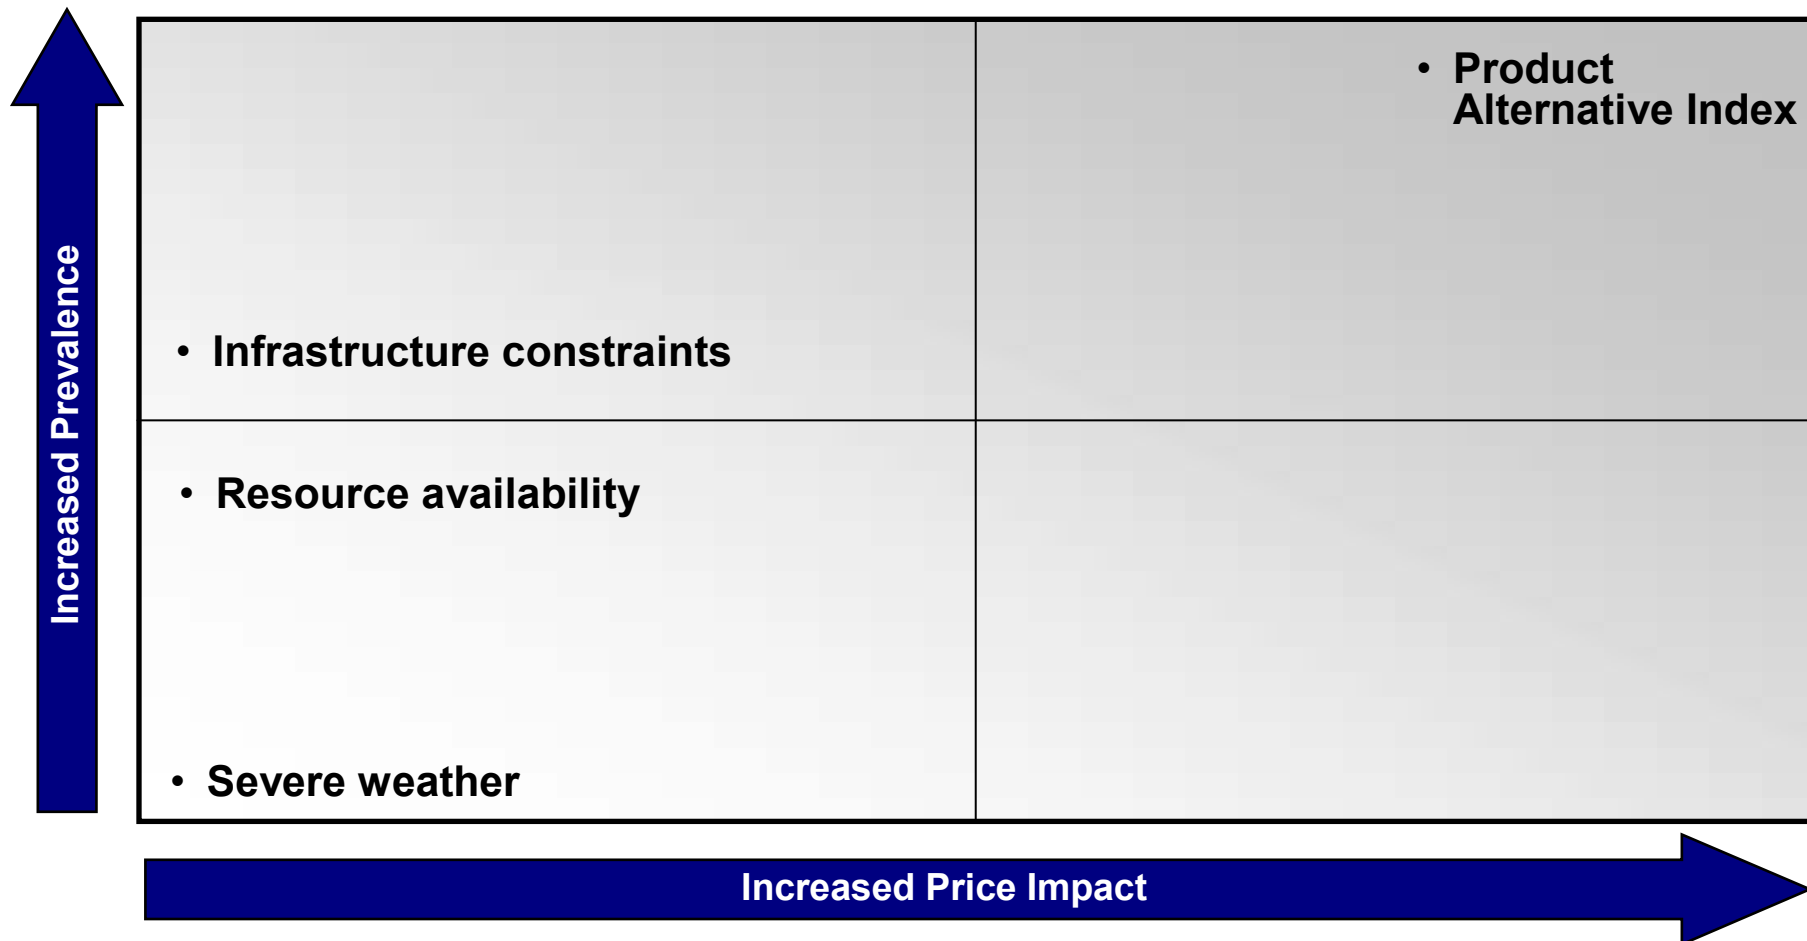 • Product
Alternative Index
Increased Prevalence
• Infrastructure constraints
• Resource availability
• Severe weather
Increased Price Impact